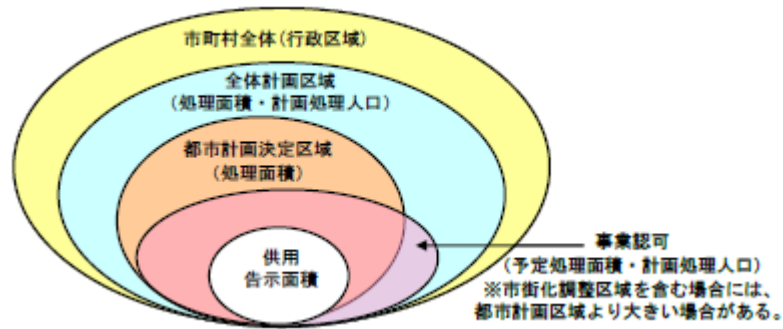 市町村全体(行政区域)
全体計画区域
(処理面積・計画処理人口)
都市計画決定区域
(処理面積)
供用
告示面積
事業認可
(予定処理面積・計画処理人口)
※市街化調整区域を含む場合には、
都市計画区域より大きい場合がある。